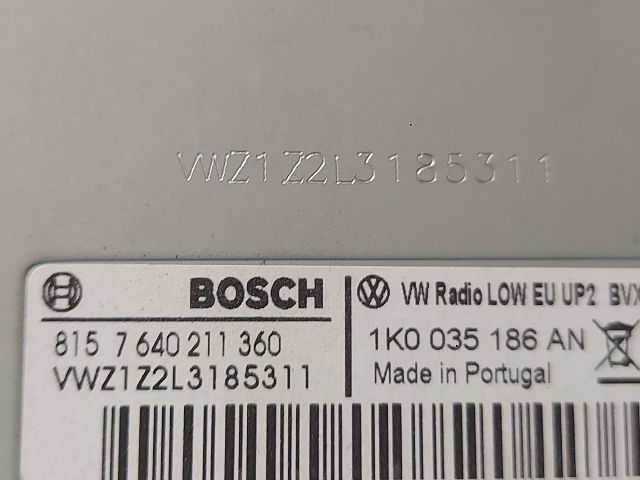 VWZ1Z2L3185311
BOSCH
815 7 640 211 360
VWZ1Z2L3185311
VW Radio LOW EU UP2 BVX
1K0 035 186 AN
Made in Portugal